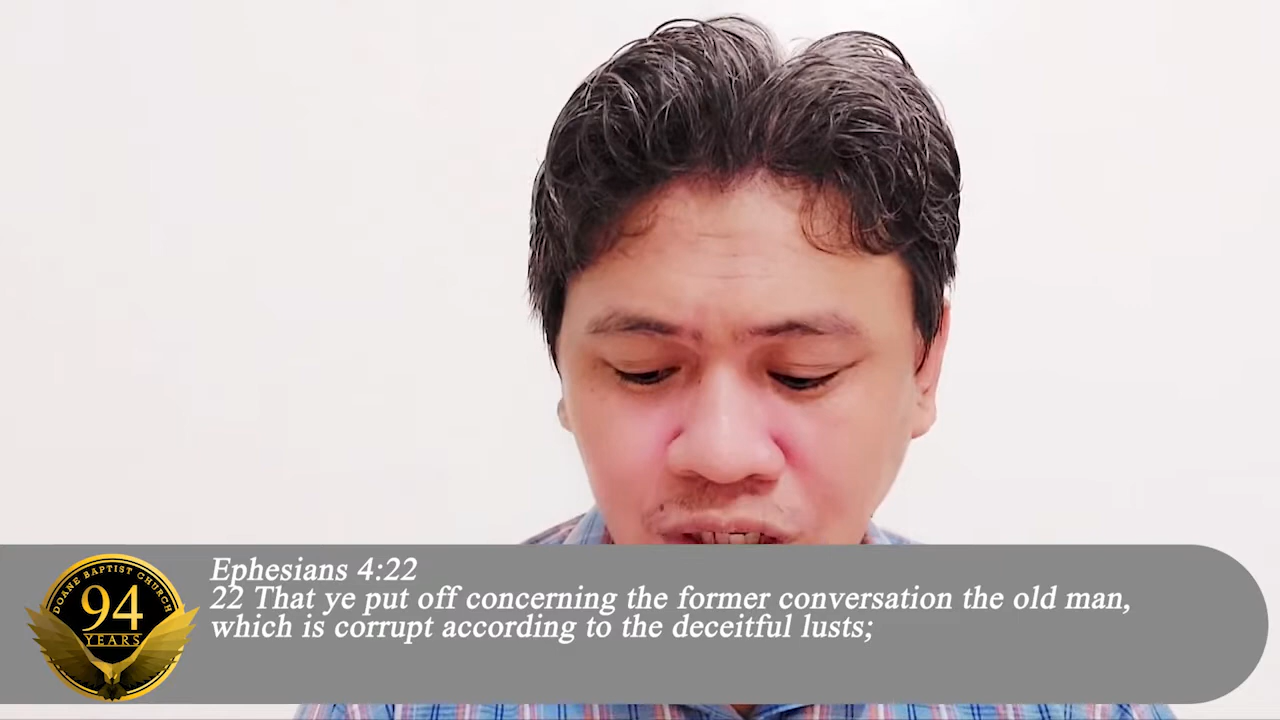 Ephesians 4:22
22 That ye put off concerning the former conversation the old man,
which is corrupt according to the deceitful lusts;
DOANE BAPTIST CHURCH
94
YEARS